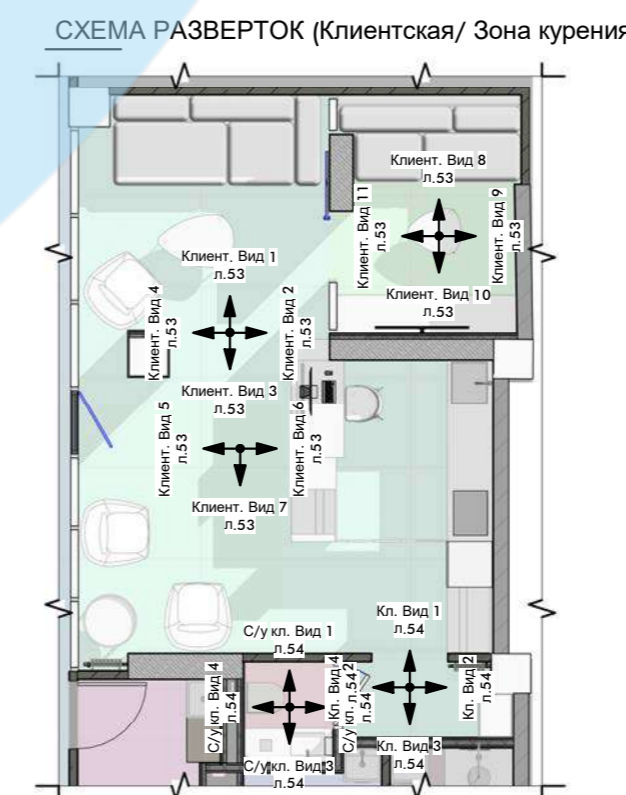 СХЕМА РАЗВЕРТОК (Клиентская/ Зона курения
Клиент. Вид 8
л.53
Клиент. Вид 11
л.53
Клиент. Вид 9
л.53
Клиент. Вид 10
л.53
Клиент. Вид 1
л.53
Клиент. Вид 4
л.53
Клиент. Вид 2
л.53
Клиент. Вид 3
л.53
Клиент. Вид 5
л.53
Клиент. Вид 6
л.53
Клиент. Вид 7
л.53
С/у кл. Вид 1
л.54
Кл. Вид 1
л.54
С/у кл. Вид 4
л.54
Кл. Вид 4
л.54
С/у кл. 
л.54
Кл. Вид 2
л.54
С/у кл. Вид 3
л.54
Кл. Вид 3
л.54